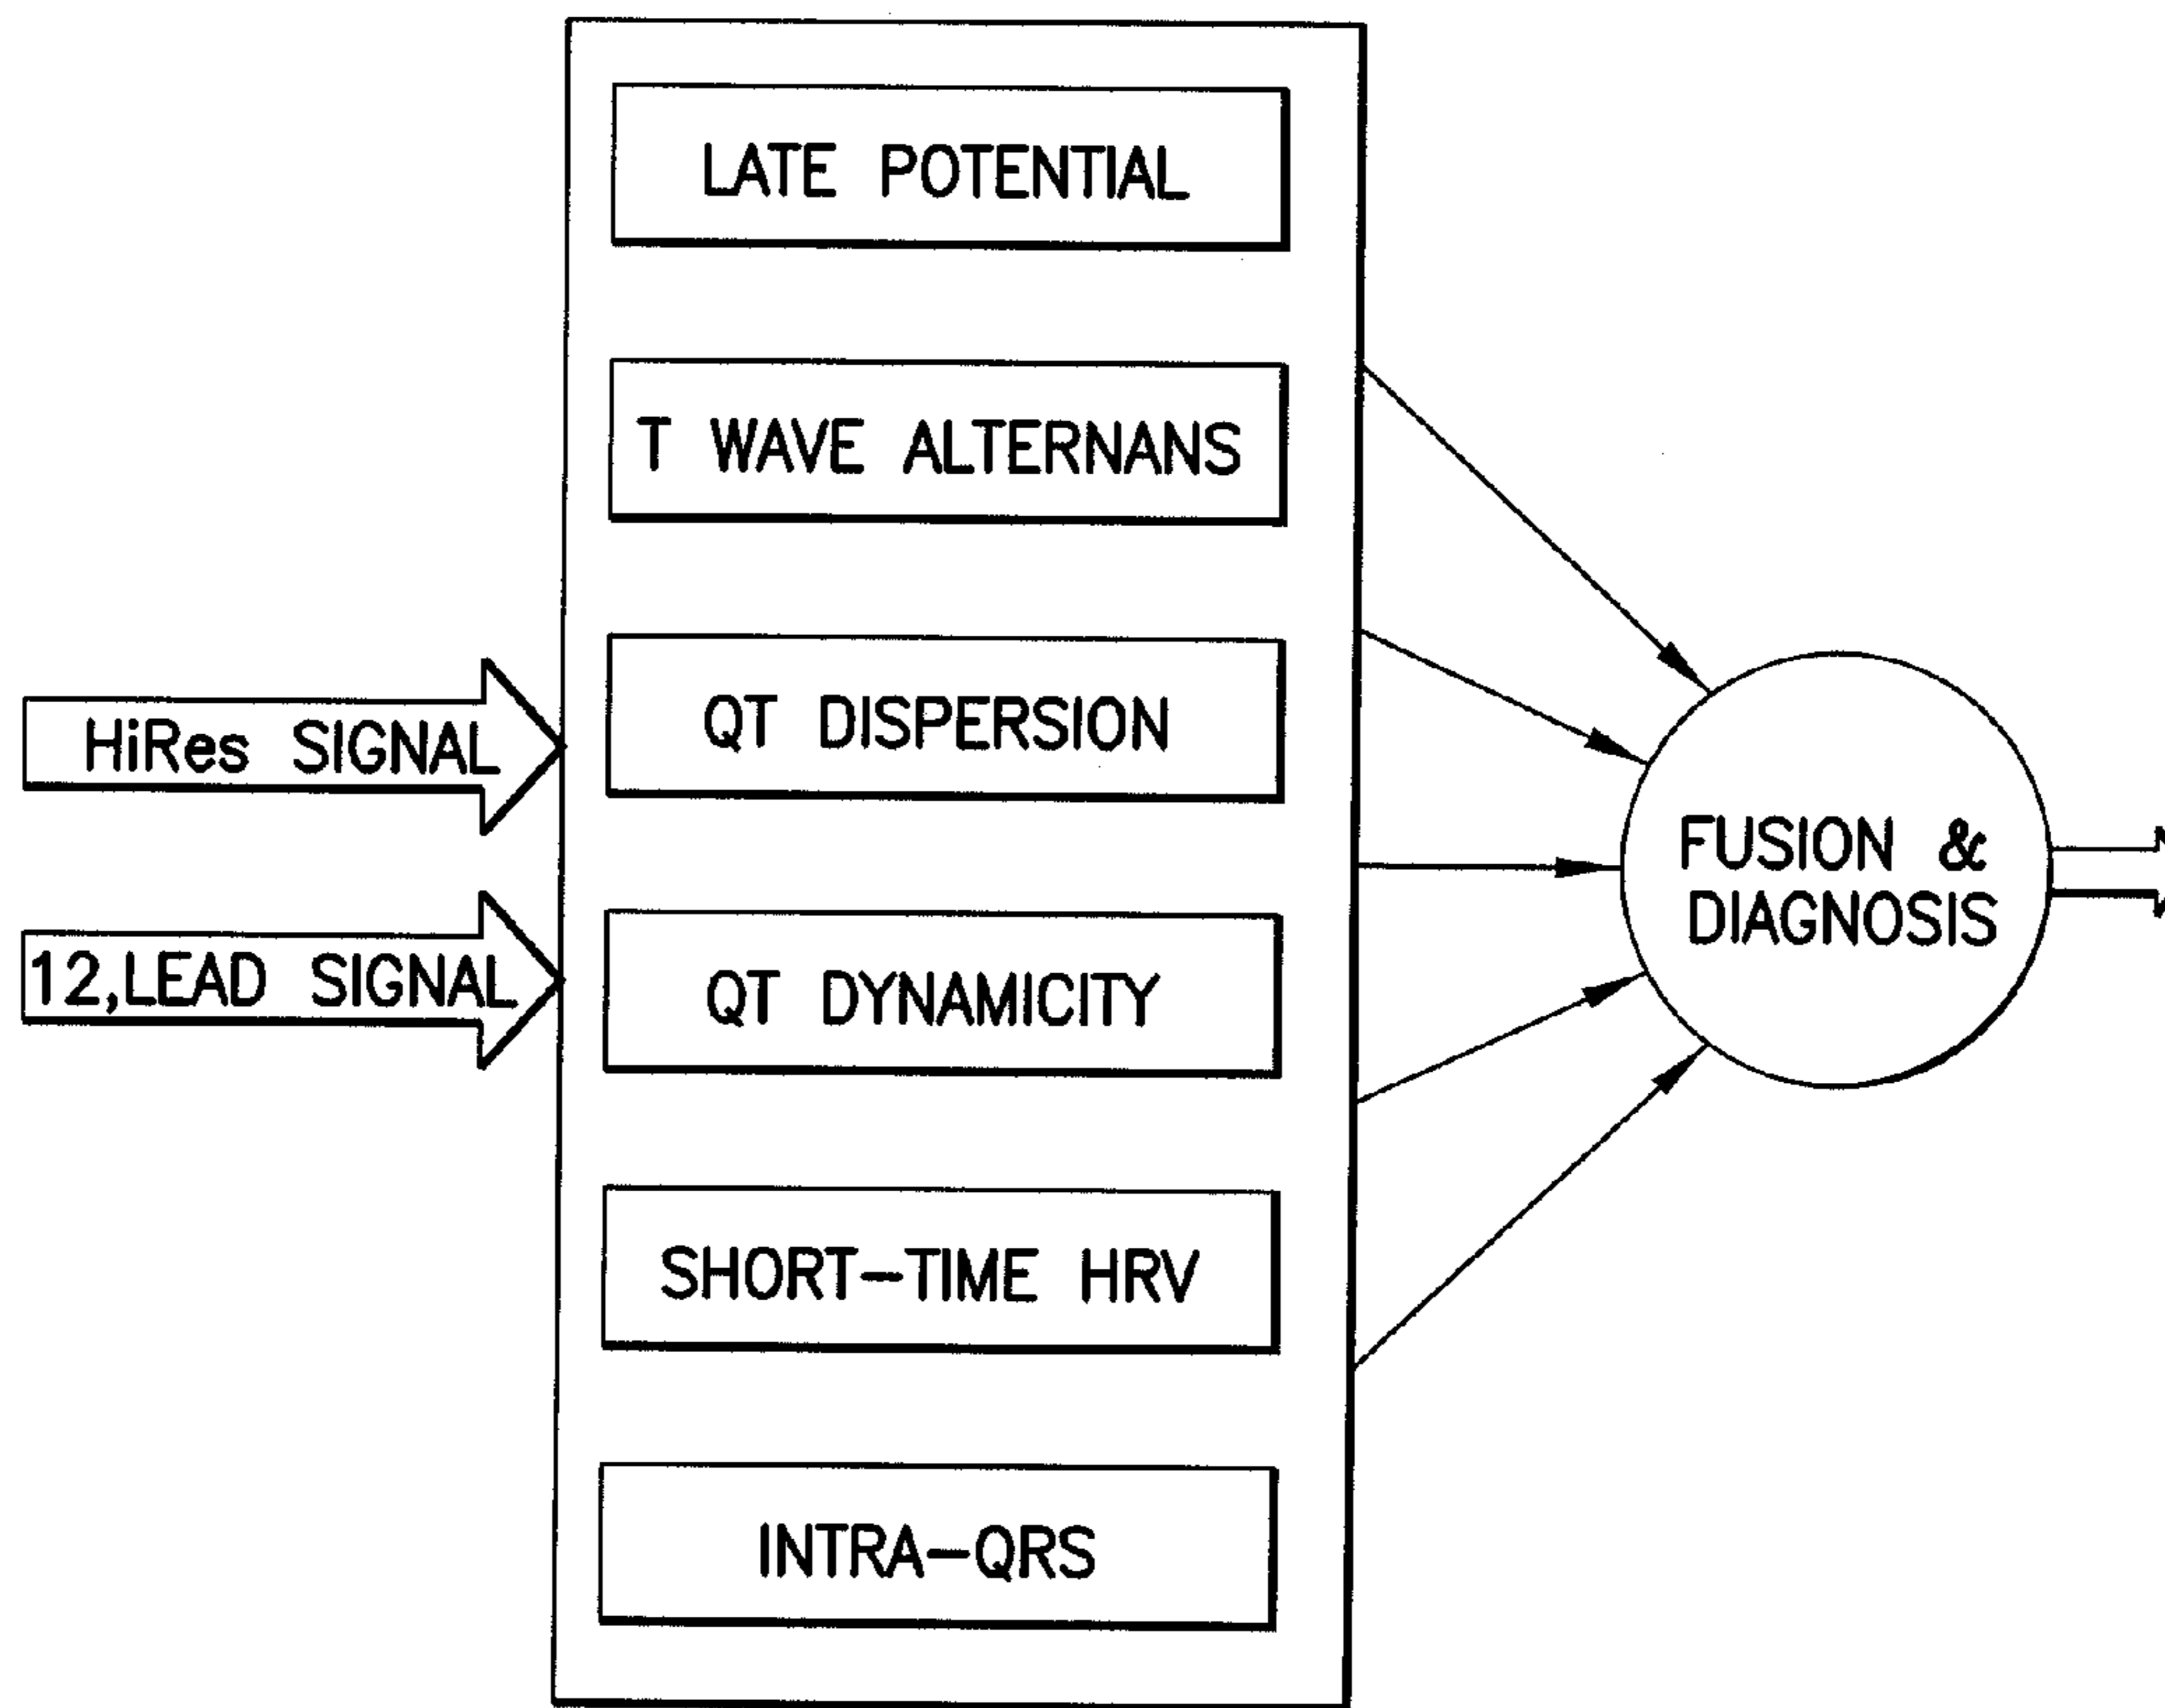 LATE POTENTIAL
T WAVE ALTERNANS
QT DISPERSION
HiRes SIGNAL
FUSION &
DIAGNOSIS
12,LEAD SIGNAL
QT DYNAMICITY
SHORT-TIME HRV
INTRA-QRS